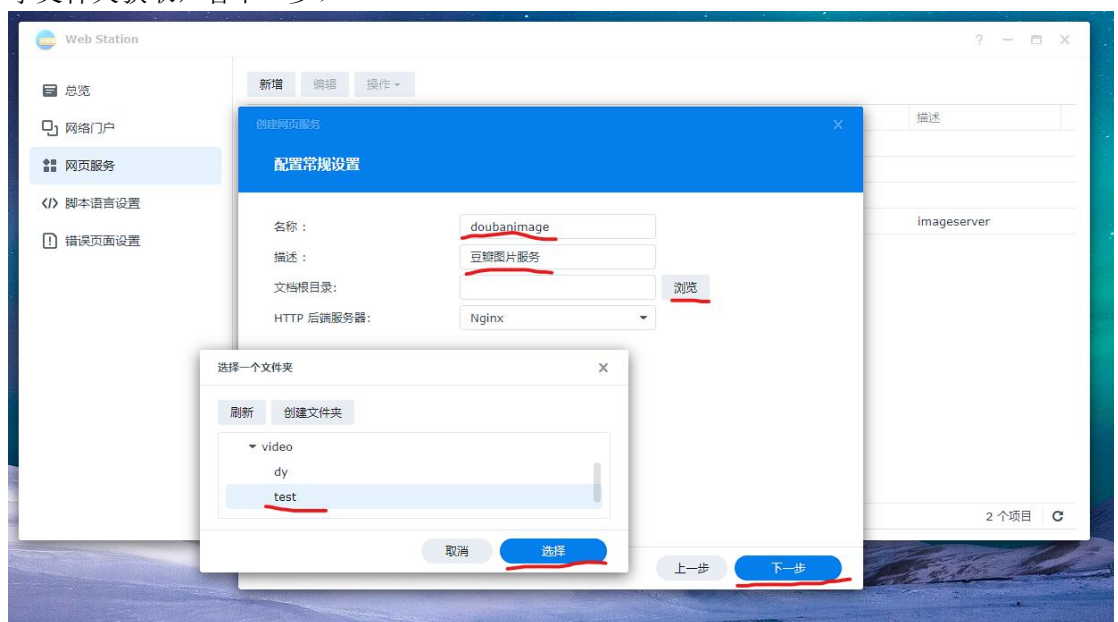 Web Station
总览
网络门户
网页服务
脚本语言设置
错误页面设置
新增 编辑 操作
描述
imageserver
创建网页服务
配置常规设置
名称： doubanimage
描述： 豆瓣图片服务
文档根目录: 浏览
HTTP 后端服务器: Nginx
选择一个文件夹
刷新 创建文件夹
video
dy
test
取消 选择
上一步 下一步
2 个项目